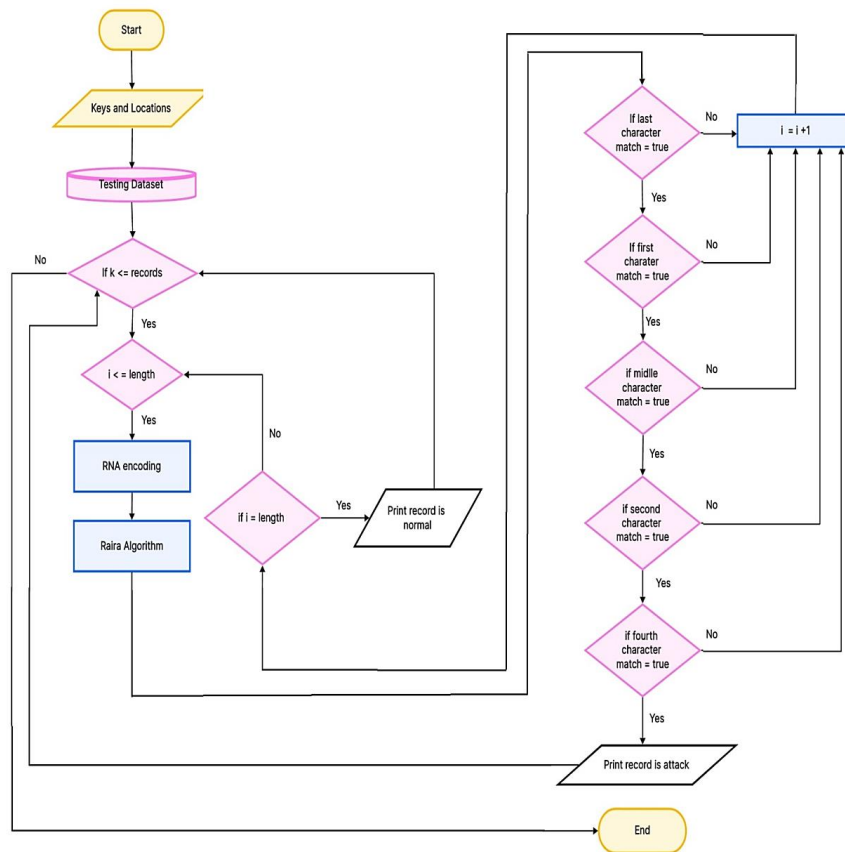 Start
Keys and Locations
Testing Dataset
If k <= records
No
Yes
i <= length
Yes
RNA encoding
Raira Algorithm
No
if i = length
Yes
Print record is
normal
If last
character
match = true
No
i = i +1
Yes
If first
charater
match = true
No
Yes
if midlle
character
match = true
No
Yes
if second
character
match = true
No
Yes
if fourth
character
match = true
No
Yes
Print record is attack
End